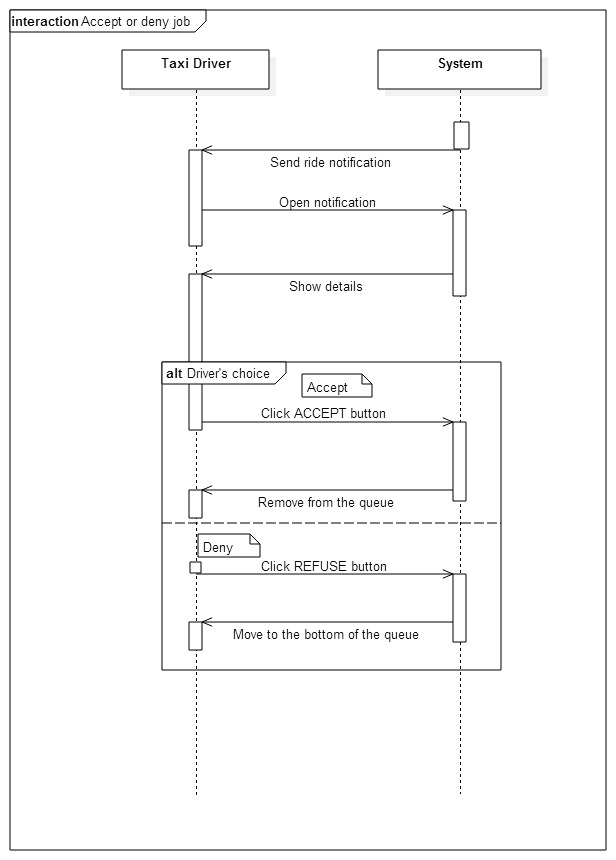 interaction Accept or deny job
Taxi Driver
System
Send ride notification
Open notification
Show details
alt Driver's choice
Accept
Click ACCEPT button
Remove from the queue
Deny
Click REFUSE button
Move to the bottom of the queue